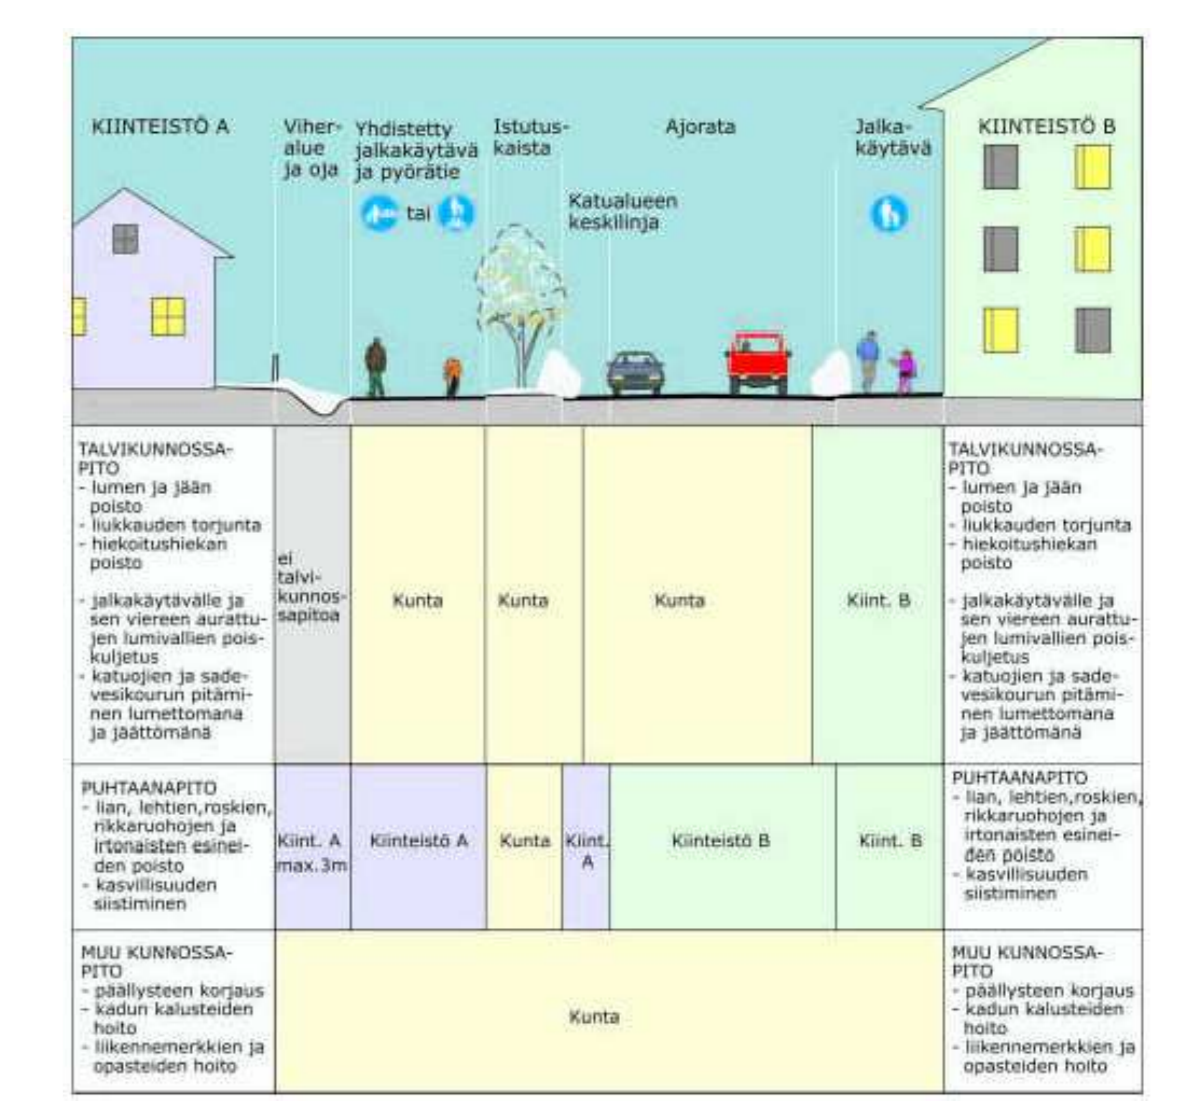 KIINTEISTÖ A
Viher-
alue
ja oja
Yhdistetty
jalkakäytävä
ja pyörätie
tai
Istutus-
kaista
Katualueen
keskilinja
Ajorata
Jalka-
käytävä
KIINTEISTÖ B
TALVIKUNNOSSA-
PITO
- lumen ja jään
poisto
- liukkauden torjunta
- hiekoitushiekan
poisto
- jalkakäytävälle ja
sen viereen aurattu-
jen lumivallien pois-
kuljetus
- katuojien ja sade-
vesikourun pitämi-
nen lumettomana
ja jäättömänä
ei
talvi-
kunnos-
sapitoa
Kunta
Kunta
Kunta
Kiint. B
TALVIKUNNOSSA-
PITO
- lumen ja jään
poisto
- liukkauden torjunta
- hiekoitushiekan
poisto
- jalkakäytävälle ja
sen viereen aurattu-
jen lumivallien pois-
kuljetus
- katuojien ja sade-
vesikourun pitämi-
nen lumettomana
ja jäättömänä
PUHTAANAPITO
- lian, lehtien,roskien,
rikkaruohojen ja
irtonaisten esinei-
den poisto
- kasvillisuuden
siistiminen
Kiint. A
max.3m
Kiinteistö A
Kunta
Kiint.
A
Kiinteistö B
Kiint. B
PUHTAANAPITO
- lian, lehtien,roskien,
rikkaruohojen ja
irtonaisten esinei-
den poisto
- kasvillisuuden
siistiminen
MUU KUNNOSSA-
PITO
- päällysteen korjaus
- kadun kalusteiden
hoito
- liikennemerkkien ja
opasteiden hoito
Kunta
MUU KUNNOSSA-
PITO
- päällysteen korjaus
- kadun kalusteiden
hoito
- liikennemerkkien ja
opasteiden hoito